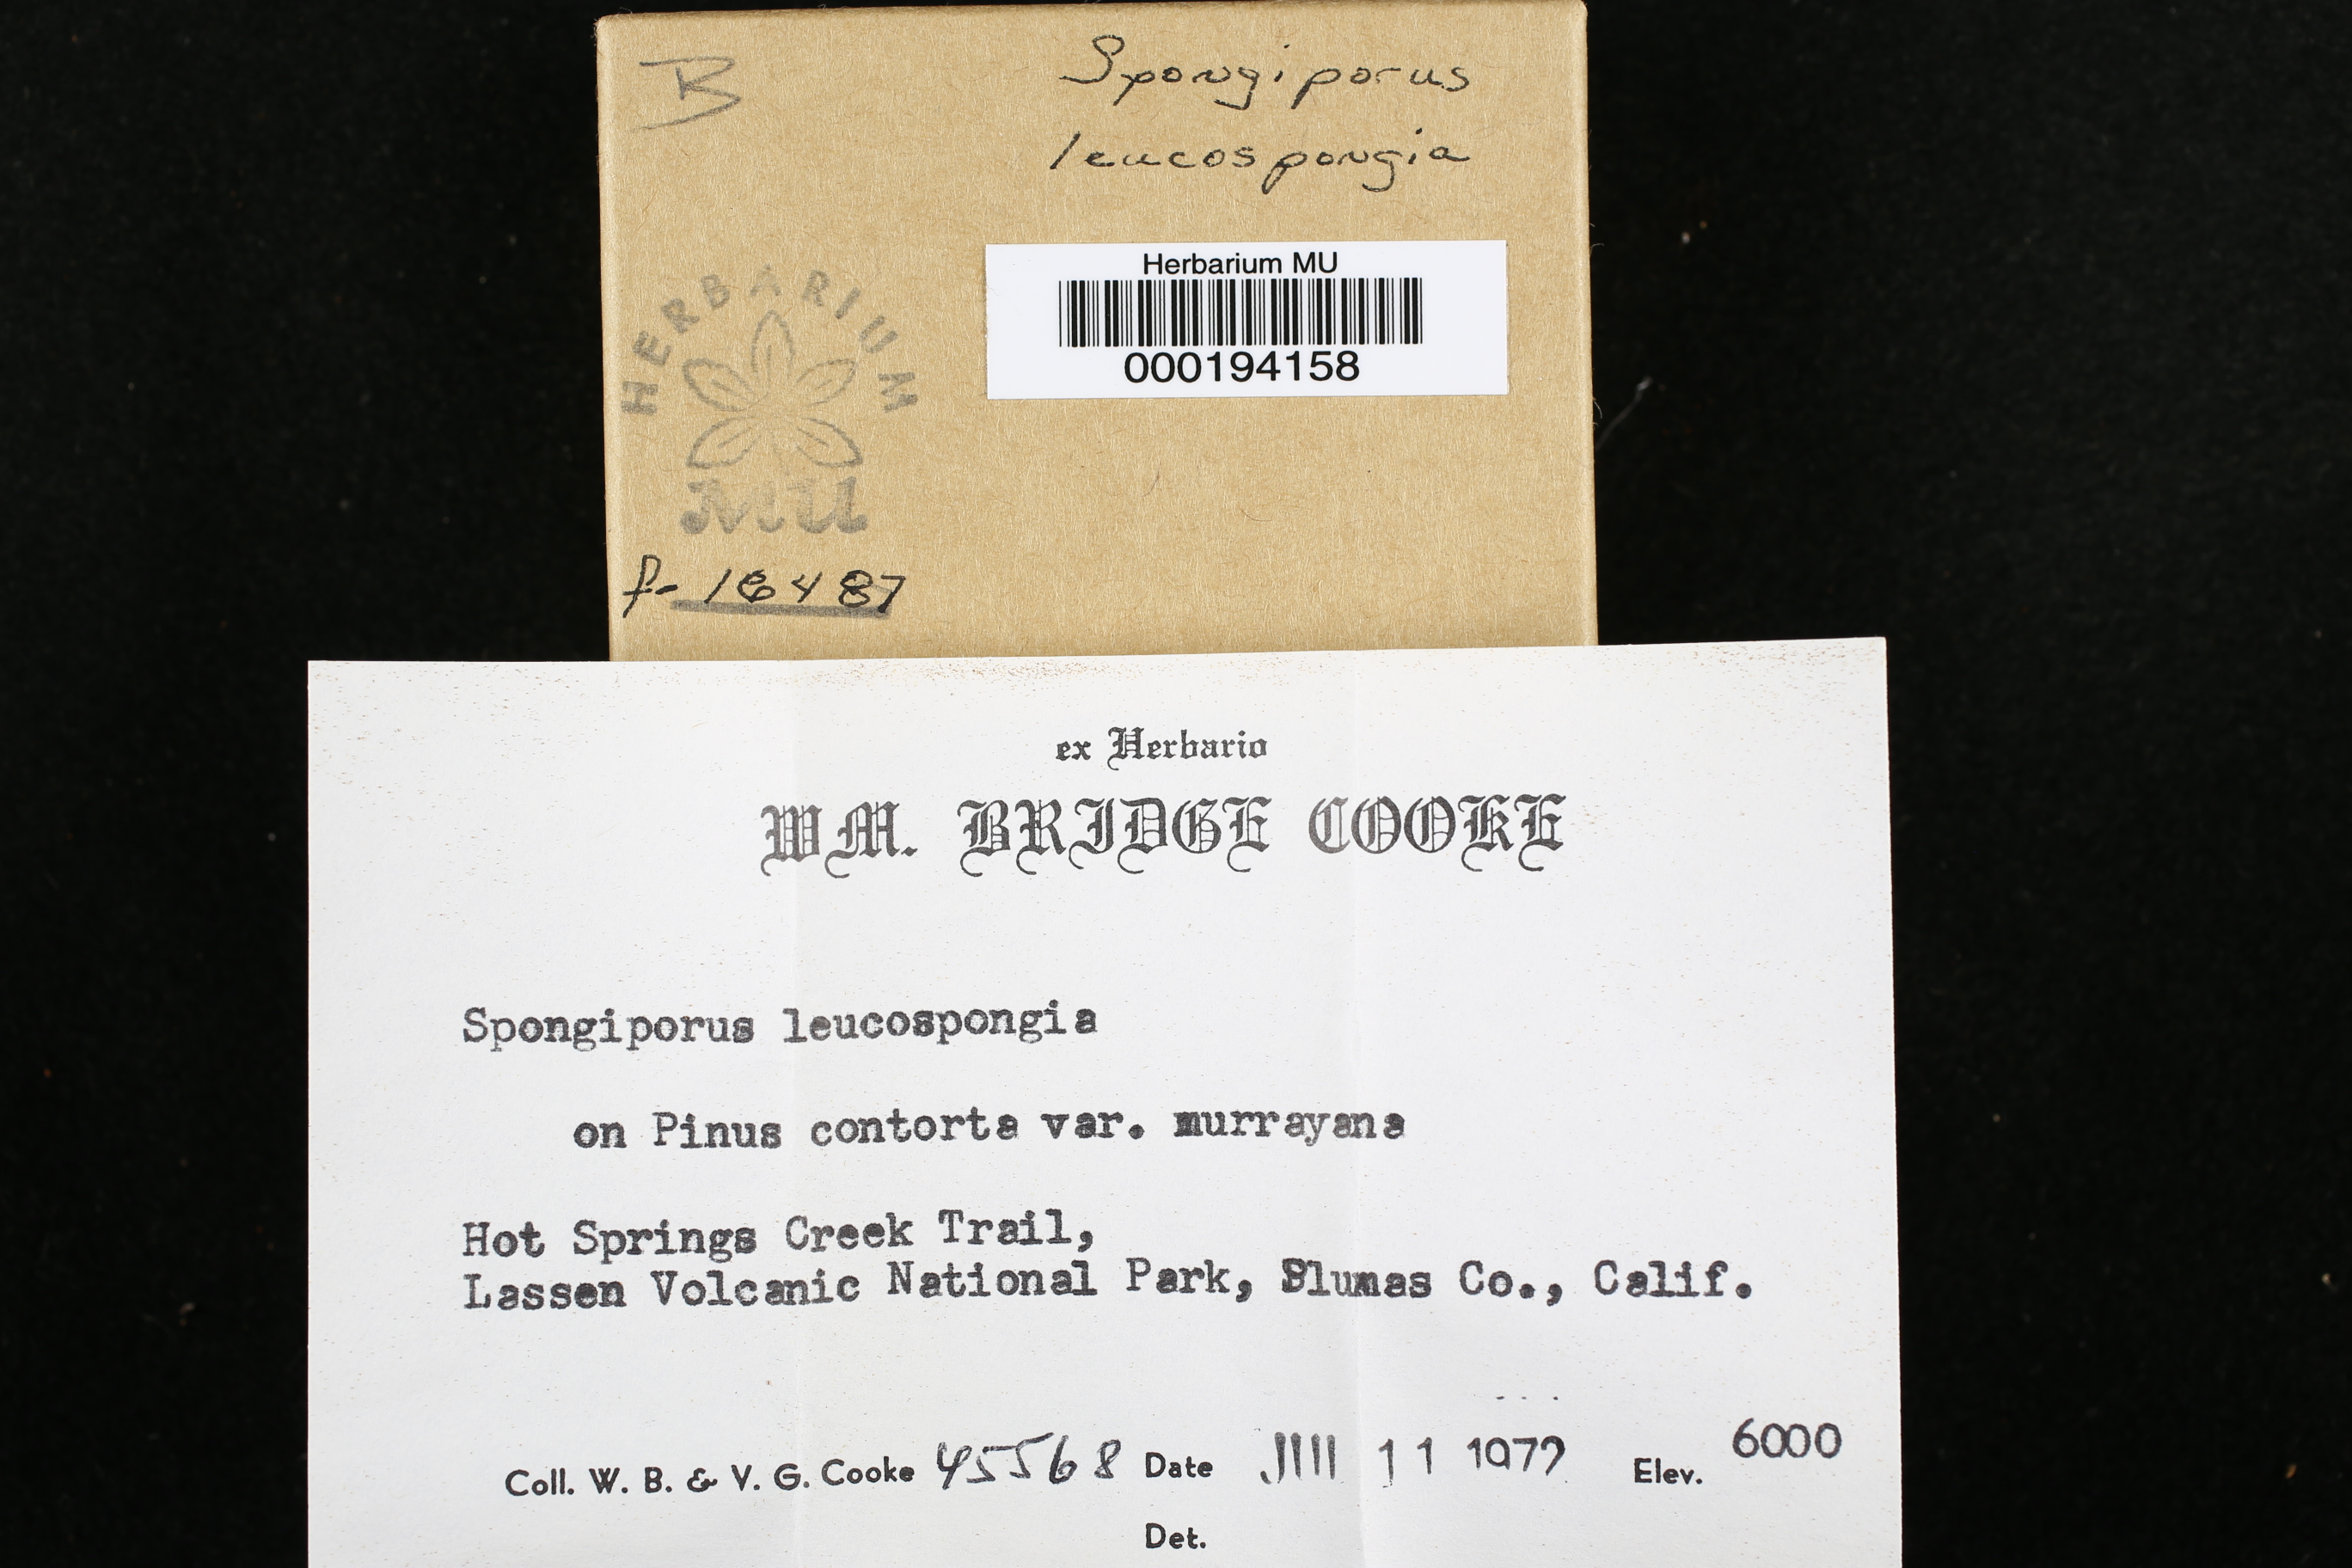 B
Spongiporus
leucospongia
Herbarium MU
000194158
HERBARIUM
MU
f- 16487
ex Herbario
WM. BRIDGE COOKE
Spongiporus leucospongia
on Pinus contorta var. murrayana
Hot Springs Creek Trail,
Lassen Volcanic National Park, Plumas Co., Calif.
Coll. W. B. & V. G. Cooke 45568 Date 11 Elev. 6000
Det.